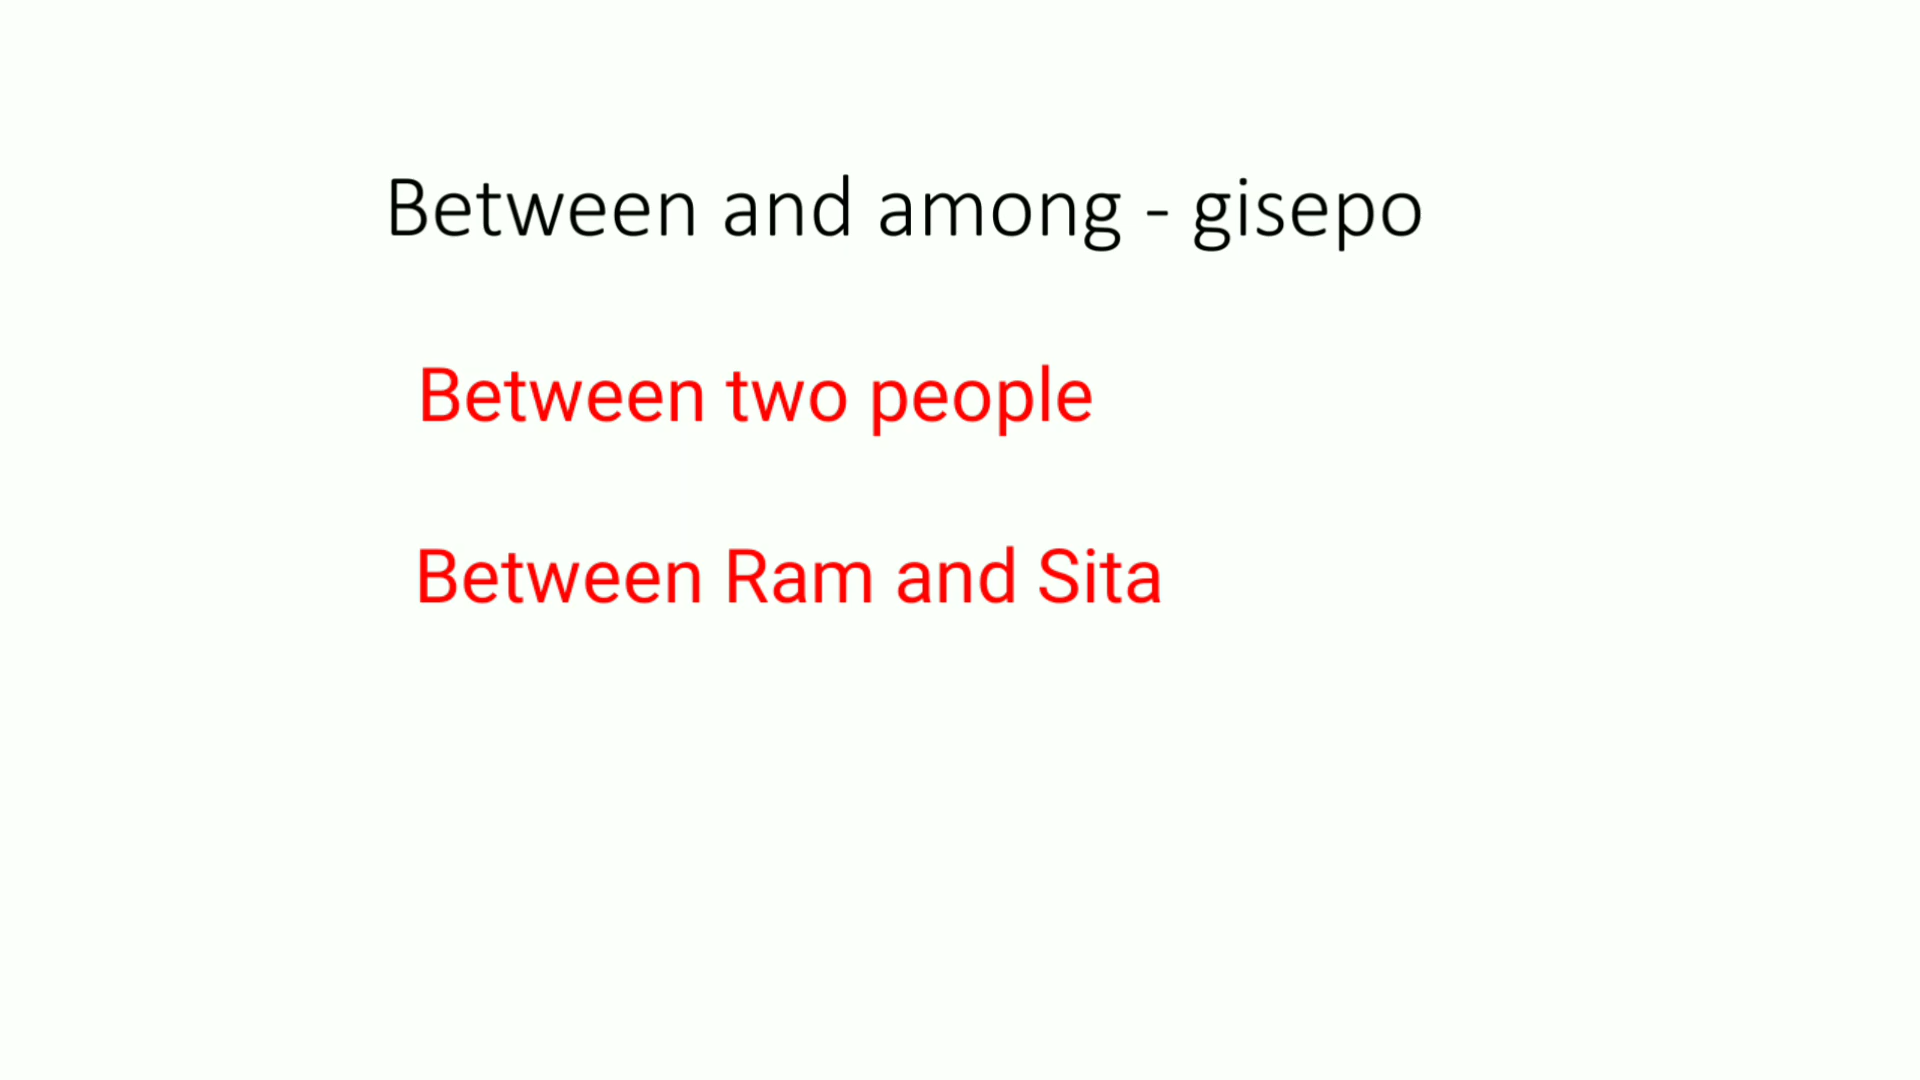 Between and among - gisepo
Between two people
Between Ram and Sita